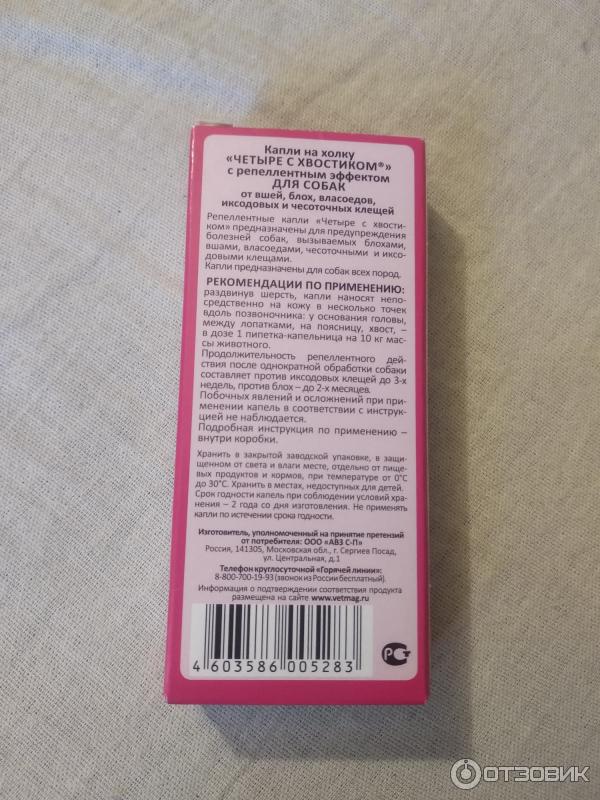 Капли на холку
«ЧЕТЫРЕ С ХВОСТИКОМ®»
с репеллентным эффектом
ДЛЯ СОБАК
от вшей, блох, власоедов,
иксодовых и чесоточных клещей
Репеллентные капли «Четыре с хвости-
ком» предназначены для предупреждения
болезней собак, вызываемых блохами,
вшами, власоедами, чесоточными и иксо-
довыми клещами.
Капли предназначены для собак всех пород.
РЕКОМЕНДАЦИИ ПО ПРИМЕНЕНИЮ:
раздвинув шерсть, капли наносят непо-
средственно на кожу в несколько точек
вдоль позвоночника: у основания головы,
между лопатками, на поясницу, хвост, –
в дозе 1 пипетка-капельница на 10 кг мас-
сы животного.
Продолжительность репеллентного дей-
ствия после однократной обработки собаки
составляет против иксодовых клещей до 3-х
недель, против блох – до 2-х месяцев.
Побочных явлений и осложнений при при-
менении капель в соответствии с инструк-
цией не наблюдается.
Подробная инструкция по применению –
внутри коробки.
Хранить в закрытой заводской упаковке, в защи-
щенном от света и влаги месте, отдельно от пище-
вых продуктов и кормов, при температуре от 0°С
до 30°С. Хранить в местах, недоступных для детей.
Срок годности капель при соблюдении условий хра-
нения – 2 года со дня изготовления. Не применять
капли по истечении срока годности.
Изготовитель, уполномоченный на принятие претензий
от потребителя: ООО «АВЗ С-П»
Россия, 141305, Московская обл., г. Сергиев Посад,
ул. Центральная, д.1
Телефон круглосуточной «Горячей линии»:
8-800-700-19-93 (звонок из России бесплатный).
Информация о подтверждении соответствия продукта
размещена на сайте www.vetmag.ru
4 603586 005283
РС
ОТЗОВИК